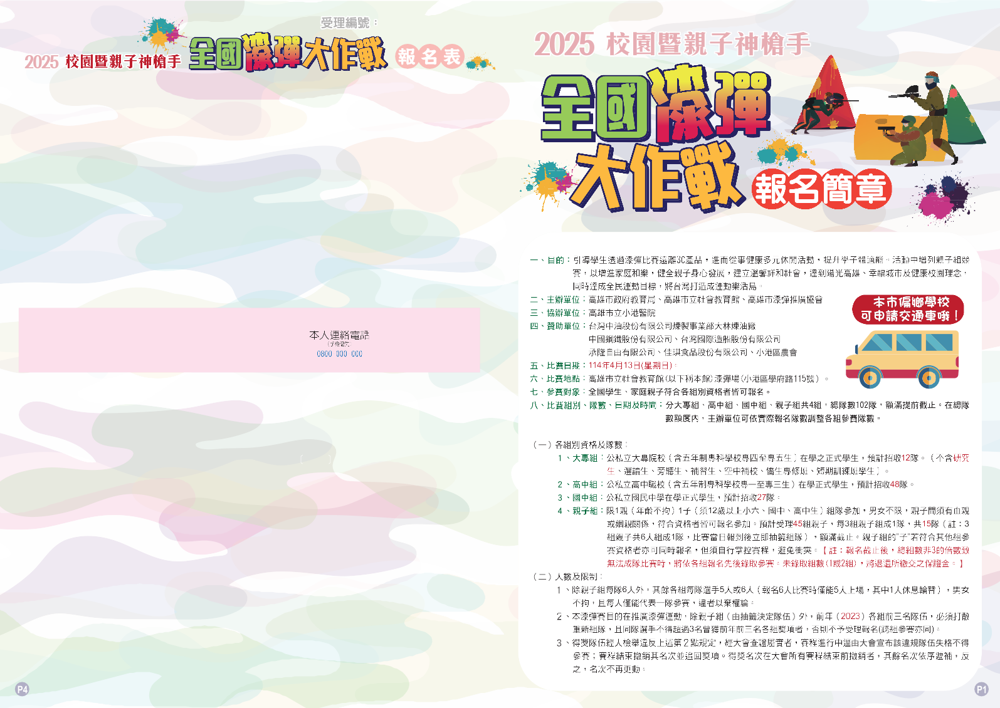 受理編號：
2025 校園暨親子神槍手 全國漆彈大作戰 報名表
本人連絡電話
(手機優先)
0800 000 000
P4
2025 校園暨親子神槍手
全國漆彈
大作戰 報名簡章
一、目的：引導學生透過漆彈比賽遠離3C產品，進而從事健康多元休閒活動，提升學子體適能。活動中增列親子組競
賽，以增進家庭和樂，健全親子身心發展，建立溫馨祥和社會，達到陽光高雄、幸福城市及健康校園理念，
同時達成全民運動目標，將台灣打造成運動樂活島。
二、主辦單位：高雄市政府教育局、高雄市立社會教育館、高雄市漆彈推廣協會
三、協辦單位：高雄市立小港醫院
四、贊助單位：台灣中油股份有限公司煉製事業部大林煉油廠
中國鋼鐵股份有限公司、台灣國際造船股份有限公司
承隆自由有限公司、佳琪食品股份有限公司、小港區農會
本市偏鄉學校
可申請交通車哦！
五、比賽日期：114年4月13日(星期日)。
六、比賽地點：高雄市立社會教育館(以下稱本館)漆彈場(小港區學府路115號）。
七、參賽對象：全國學生、家庭親子符合各組別資格者皆可報名。
八、比賽組別、隊數、日期及時間：分大專組、高中組、國中組、親子組共4組，總隊數102隊，額滿提前截止。在總隊
數額度內，主辦單位可依實際報名隊數調整各組參賽隊數。
（一）各組別資格及隊數：
1、大專組：公私立大專院校（含五年制專科學校專四至專五生）在學之正式學生，預計招收12隊。（不含研究
生、選讀生、旁聽生、補習生、空中補校、僑生專修班、短期訓練班學生）。
2、高中組：公私立高中職校（含五年制專科學校專一至專三生）在學正式學生，預計招收48隊。
3、國中組：公私立國民中學在學正式學生，預計招收27隊。
4、親子組：限1親（年齡不拘）1子（須12歲以上小六、國中、高中生）組隊參加，男女不限，親子間須有血親
或姻親關係，符合資格者皆可報名參加。預計受理45組親子，每3組親子組成1隊，共15隊（註：3
組親子共6人組成1隊，比賽當日報到後立即抽籤組隊），額滿截止。親子組的"子"若符合其他組參
賽資格者亦可同時報名，但須自行掌控賽程，避免衝突。【註：報名截止後，總組數非3的倍數致
無法成隊比賽時，將依各組報名先後錄取參賽。未錄取組數(1或2組)，將退還所繳交之保證金。】
（二）人數及限制：
1、除親子組每隊6人外，其餘各組每隊選手5人或6人（報名6人比賽時僅能5人上場，其中1人休息輪替），男女
不拘，且每人僅能代表一隊參賽，違者以棄權論。
2、本漆彈賽目的在推廣漆彈運動，除親子組（由抽籤決定隊伍）外，前年（2023）各組前三名隊伍，必須打散
重新組隊，且同隊選手不得超過3名曾獲前年前三名各組獎項者，否則不予受理報名(跨組參賽亦同)。
3、得獎隊伍經人檢舉違反上述第2點規定，經大會查證屬實者，賽程進行中逕由大會宣布該違規隊伍失格不得
參賽；賽程結束撤銷其名次並追回獎項。得獎名次在大會所有賽程結束前撤銷者，其餘名次依序遞補，反
之，名次不再更動。
P1